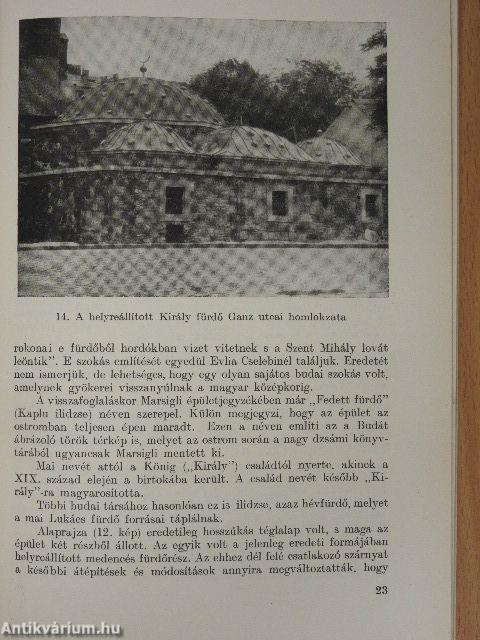 14. A helyreállított Király fürdő Ganz utcai homlokzata
rokonai e fürdőből hordókban vizet vitetnek s a Szent Mihály lovát
leöntik". E szokás említését egyedül Evlia Cselebinél találjuk. Eredetét
nem ismerjük, de lehetséges, hogy egy olyan sajátos budai szokás volt,
amelynek gyökerei visszanyúlnak a magyar középkorig.
A visszafoglaláskor Marsigli épületjegyzékében már „Fedett fürdő"
(Kaplu ilidzse) néven szerepel. Külön megjegyzi, hogy az épület az
ostromban teljesen épen maradt. Ezen a néven említi az a Budát
ábrázoló török térkép is, melyet az ostrom során a nagy dzsámi könyv-
tárából ugyancsak Marsigli mentett ki.
Mai nevét attól a König („Király") családtól nyerte, akinek a
XIX. század elején a birtokába került. A család nevét később „Ki-
rály"-ra magyarosította.
Többi budai társához hasonlóan ez is ilidzse, azaz hévfürdő, melyet
a mai Lukács fürdő forrásai táplálnak.
Alaprajza (12. kép) eredetileg hosszúkás téglalap volt, s maga az
épület két részből állott. Az egyik volt a jelenleg eredeti formájában
helyreállított medencés fürdőrész. Az ehhez dél felé csatlakozó szárnyat
a későbbi átépítések és módosítások annyira megváltoztatták, hogy
23
Antikvárium.hu